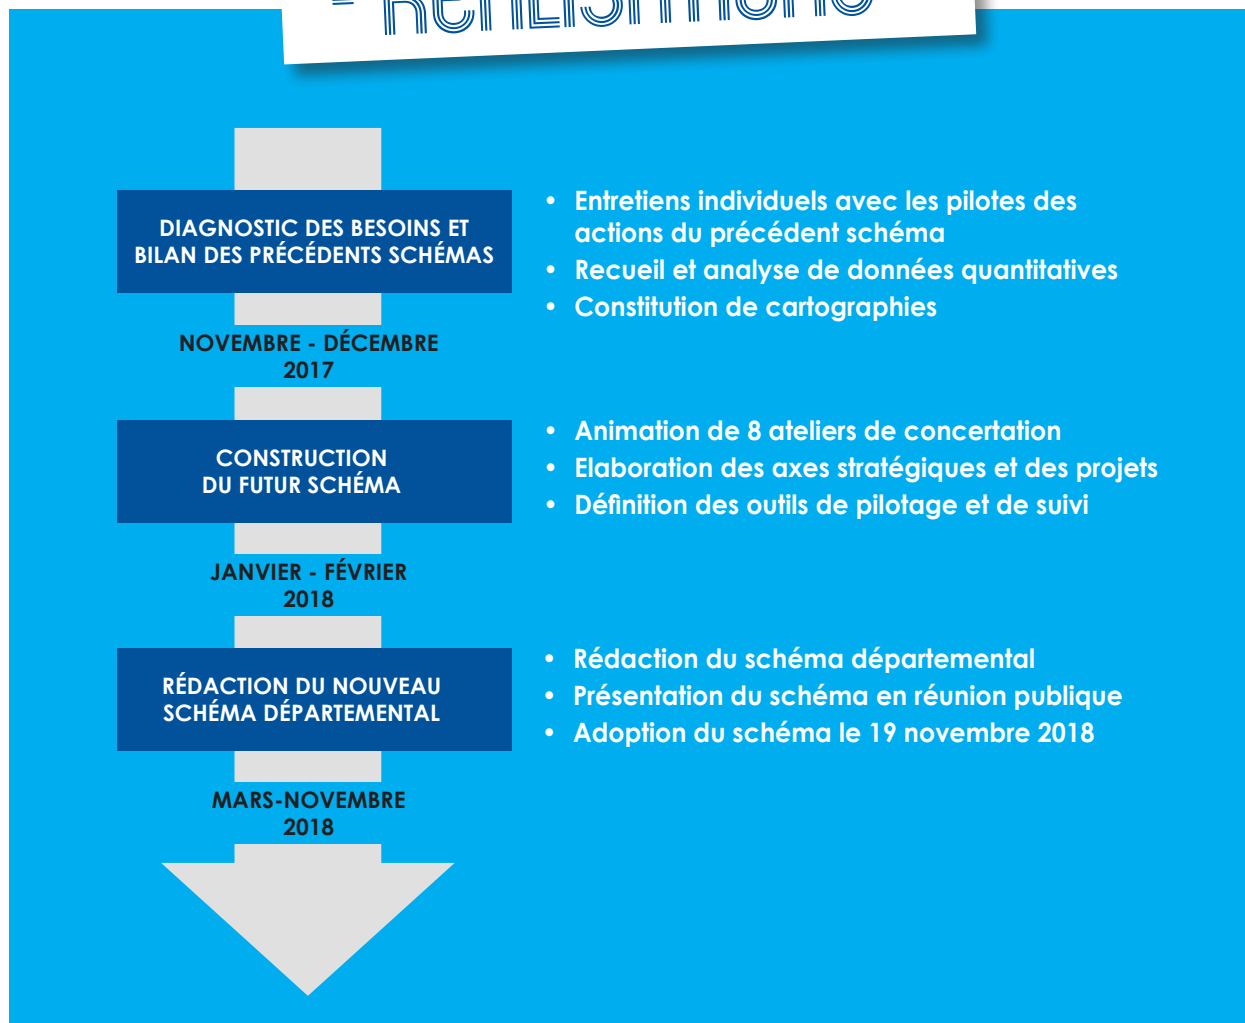 - RÉALISATIONS
DIAGNOSTIC DES BESOINS ET
BILAN DES PRÉCÉDENTS SCHÉMAS
• Entretiens individuels avec les pilotes des
actions du précédent schéma
• Recueil et analyse de données quantitatives
• Constitution de cartographies
NOVEMBRE - DÉCEMBRE
2017
CONSTRUCTION
DU FUTUR SCHÉMA
• Animation de 8 ateliers de concertation
• Elaboration des axes stratégiques et des projets
• Définition des outils de pilotage et de suivi
JANVIER - FÉVRIER
2018
RÉDACTION DU NOUVEAU
SCHÉMA DÉPARTEMENTAL
• Rédaction du schéma départemental
• Présentation du schéma en réunion publique
• Adoption du schéma le 19 novembre 2018
MARS-NOVEMBRE
2018